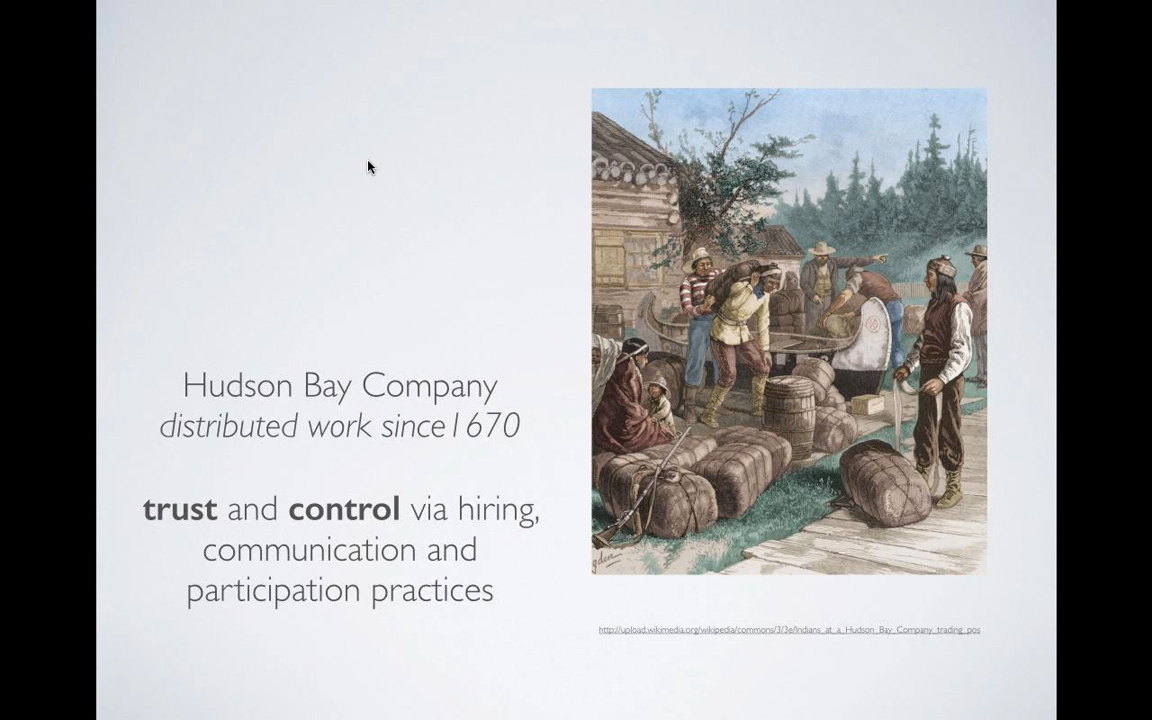 Hudson Bay Company
distributed work since1670
trust and control via hiring,
communication and
participation practices
gden
http://upload.wikimedia.org/wikipedia/commons/3/3e/Indians_at_a_Hudson_Bay_Company_trading_pos